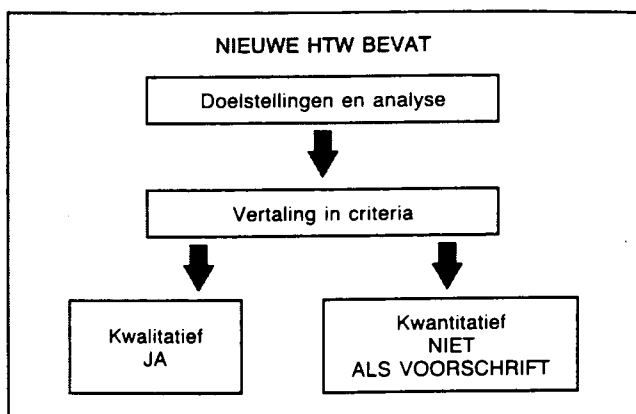 NIEUWE HTW BEVAT
Doelstellingen en analyse
Vertaling in criteria
Kwalitatief
JA
Kwantitatief
NIET
ALS VOORSCHRIFT